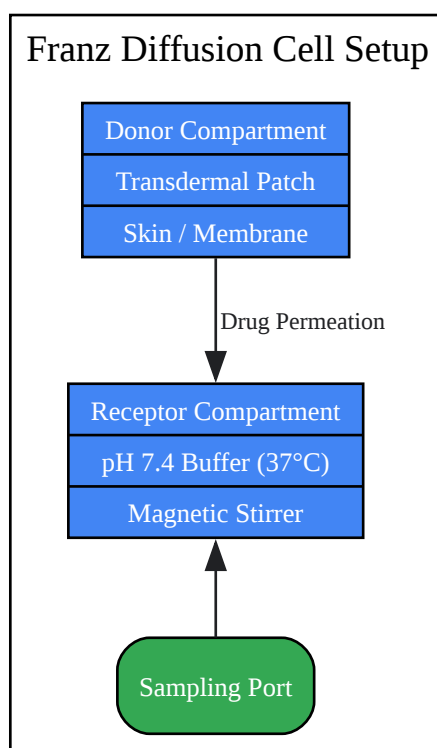 Franz Diffusion Cell Setup
Donor Compartment
Transdermal Patch
Skin / Membrane
Drug Permeation
Receptor Compartment
pH 7.4 Buffer (37°C)
Magnetic Stirrer
Sampling Port